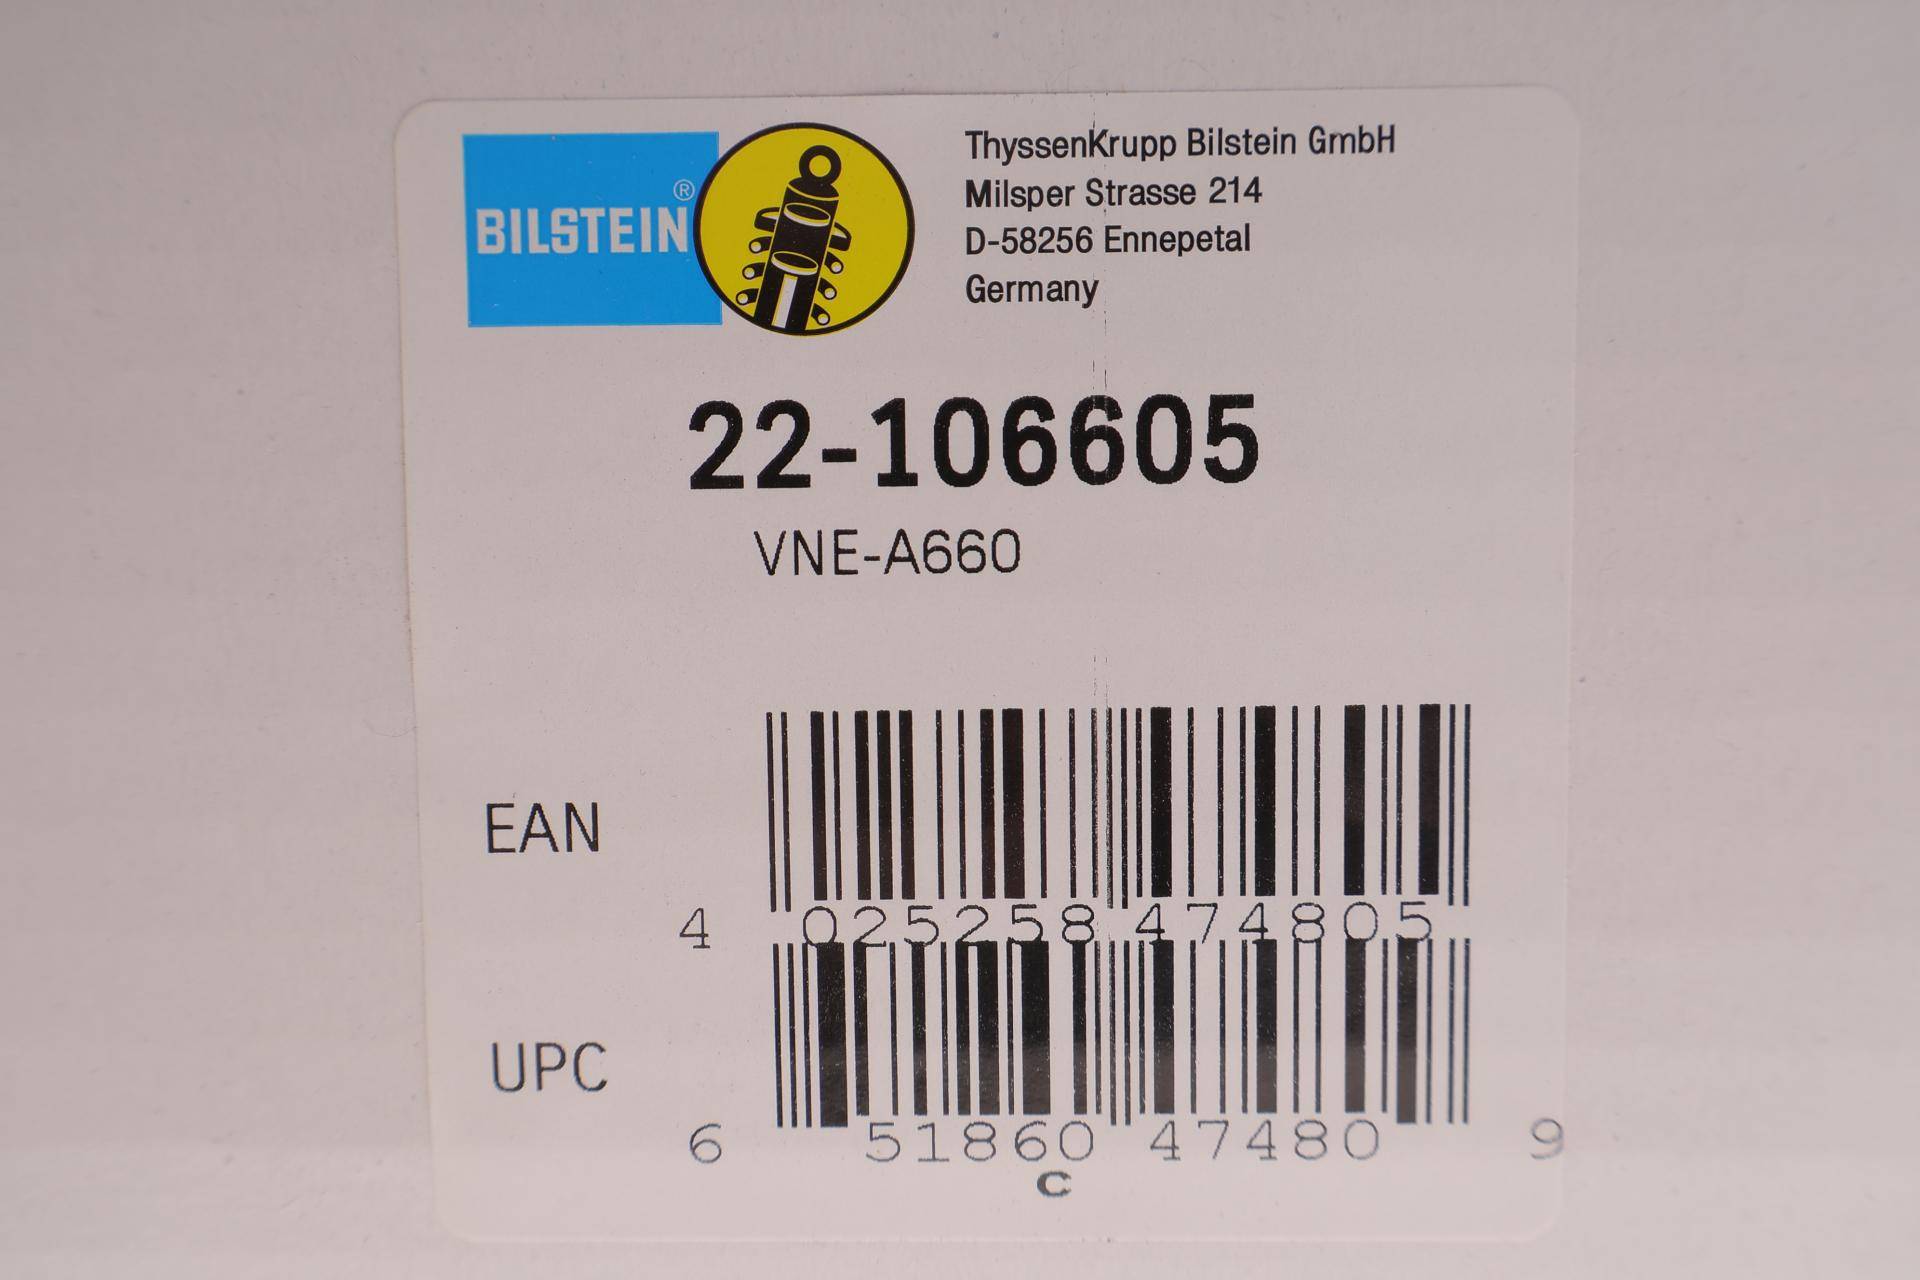 BILSTEIN®
ThyssenKrupp Bilstein GmbH
Milsper Strasse 214
D-58256 Ennepetal
Germany
22-106605
VNE-A660
EAN
4 025258 474805
UPC
6 51860 47480 9
C